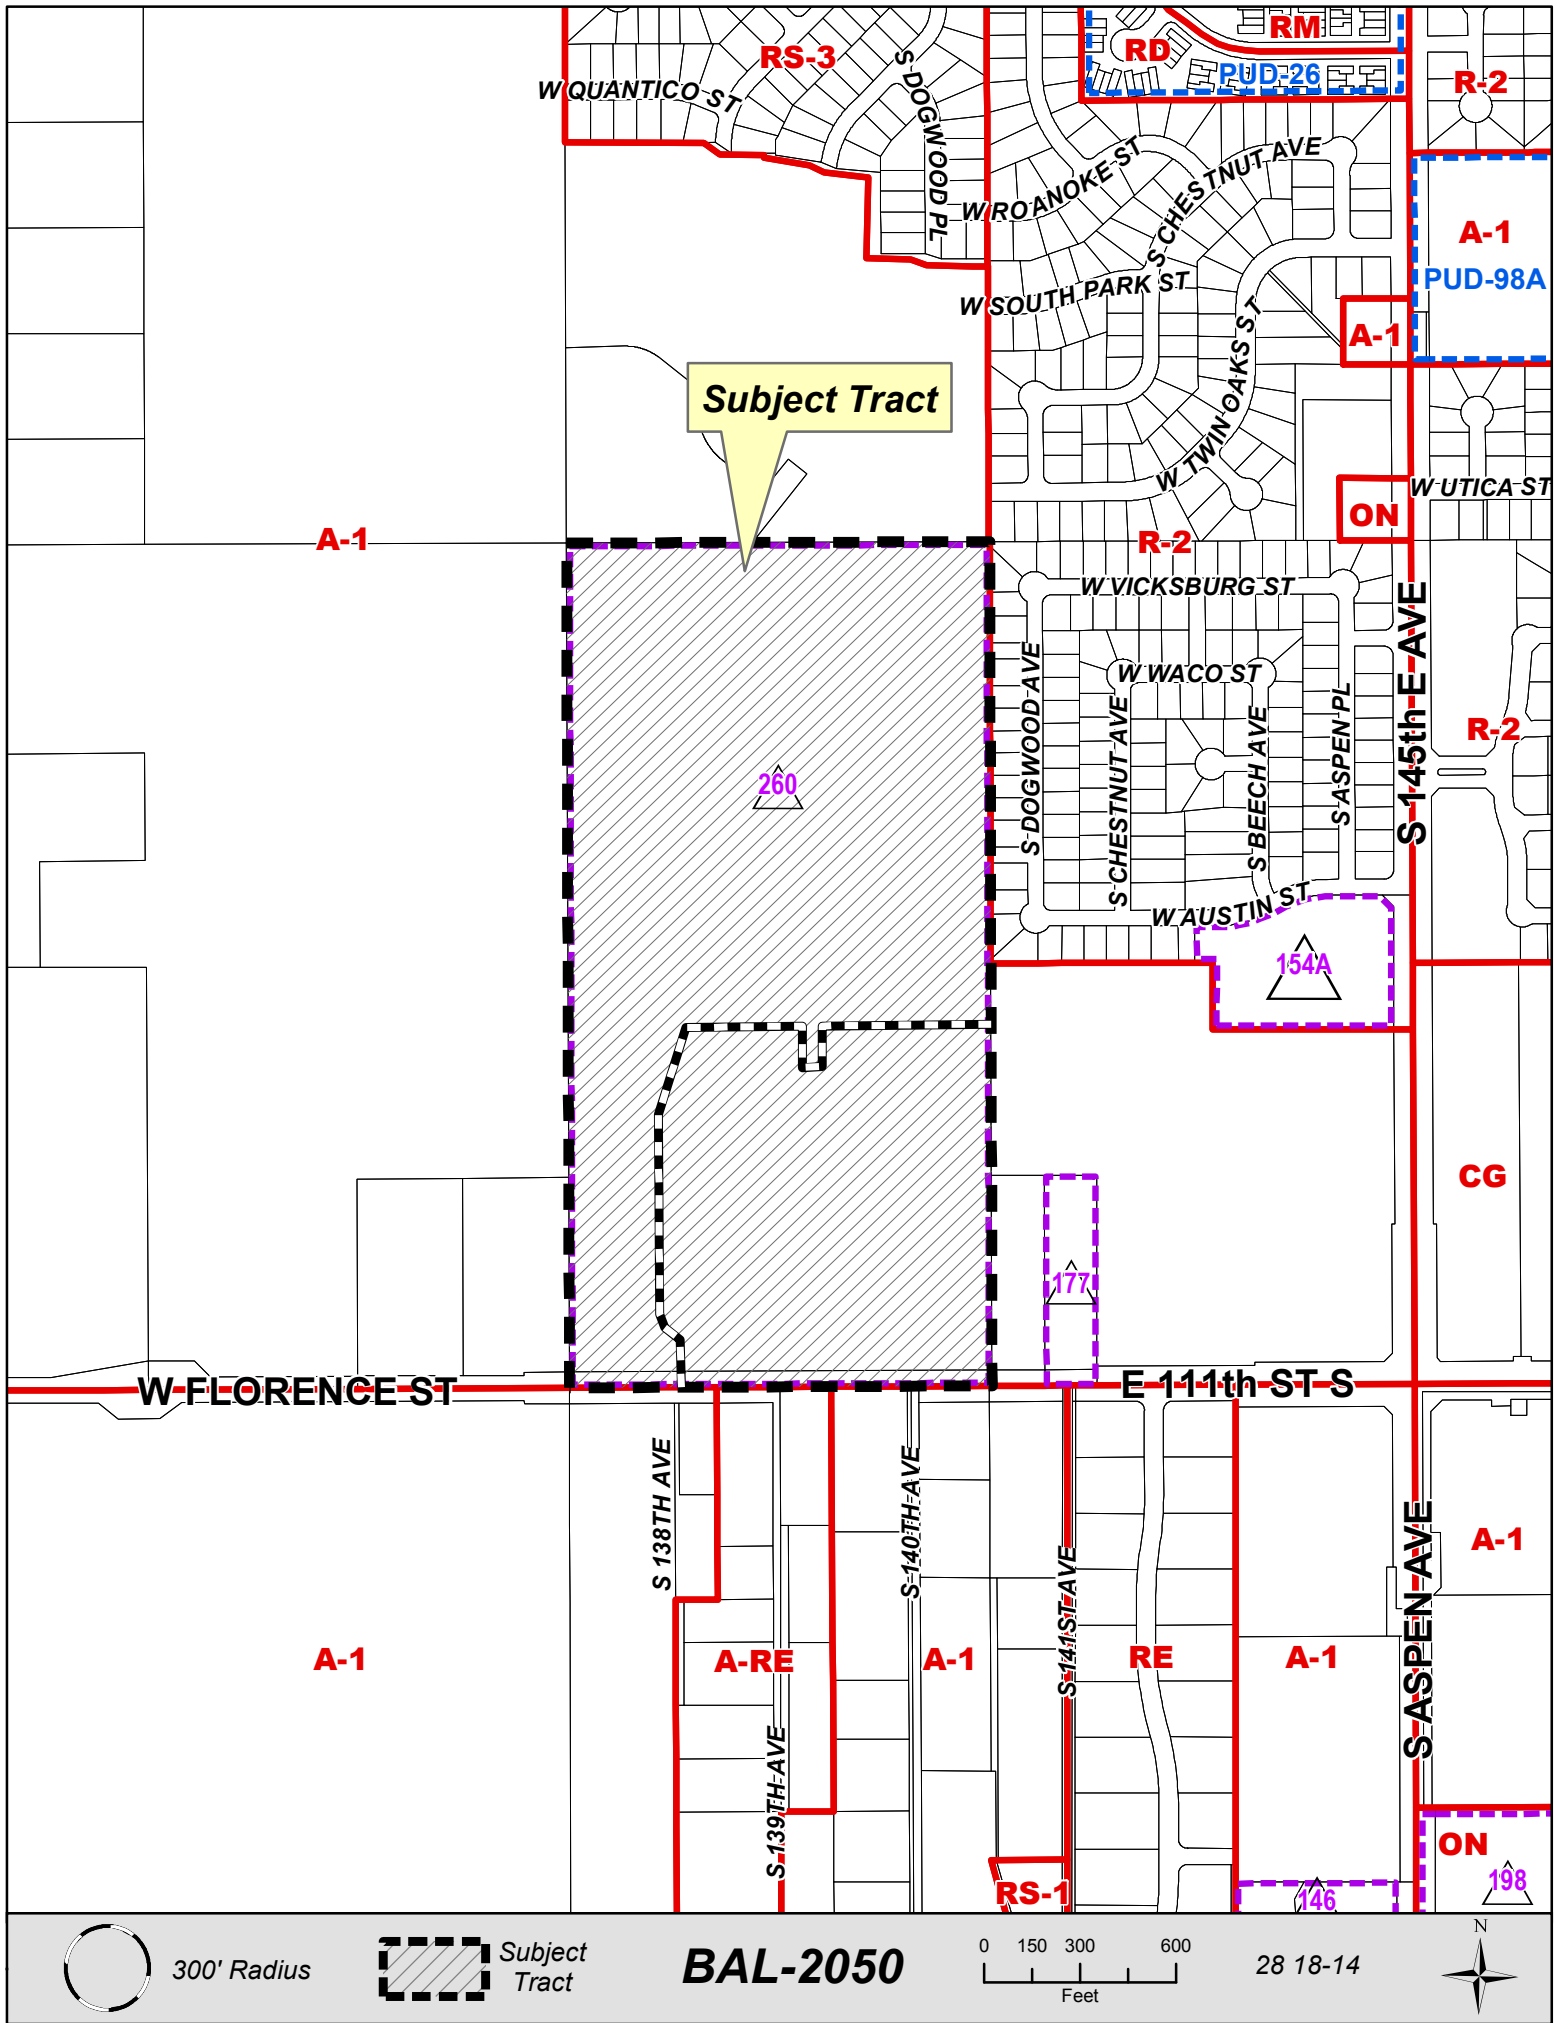 RS-3
RD
RM
PUD-26
R-2
W QUANTICO ST
S DOGWOOD PL
W ROANOKE ST
S CHESTNUT AVE
A-1
PUD-98A
W SOUTH PARK ST
A-1
W TWIN OAKS ST
Subject Tract
W UTICA ST
ON
A-1
R-2
W VICKSBURG ST
S 145th E AVE
W WACO ST
S DOGWOOD AVE
S CHESTNUT AVE
S BEECH AVE
S ASPEN PL
R-2
260
W AUSTIN ST
154A
CG
177
W FLORENCE ST
E 111th ST S
S 138TH AVE
S 140TH AVE
S 141ST AVE
S ASPEN AVE
A-1
A-1
A-RE
A-1
RE
A-1
S 139TH AVE
ON
RS-1
146
198
300' Radius
Subject
Tract
BAL-2050
0 150 300 600
Feet
28 18-14
N